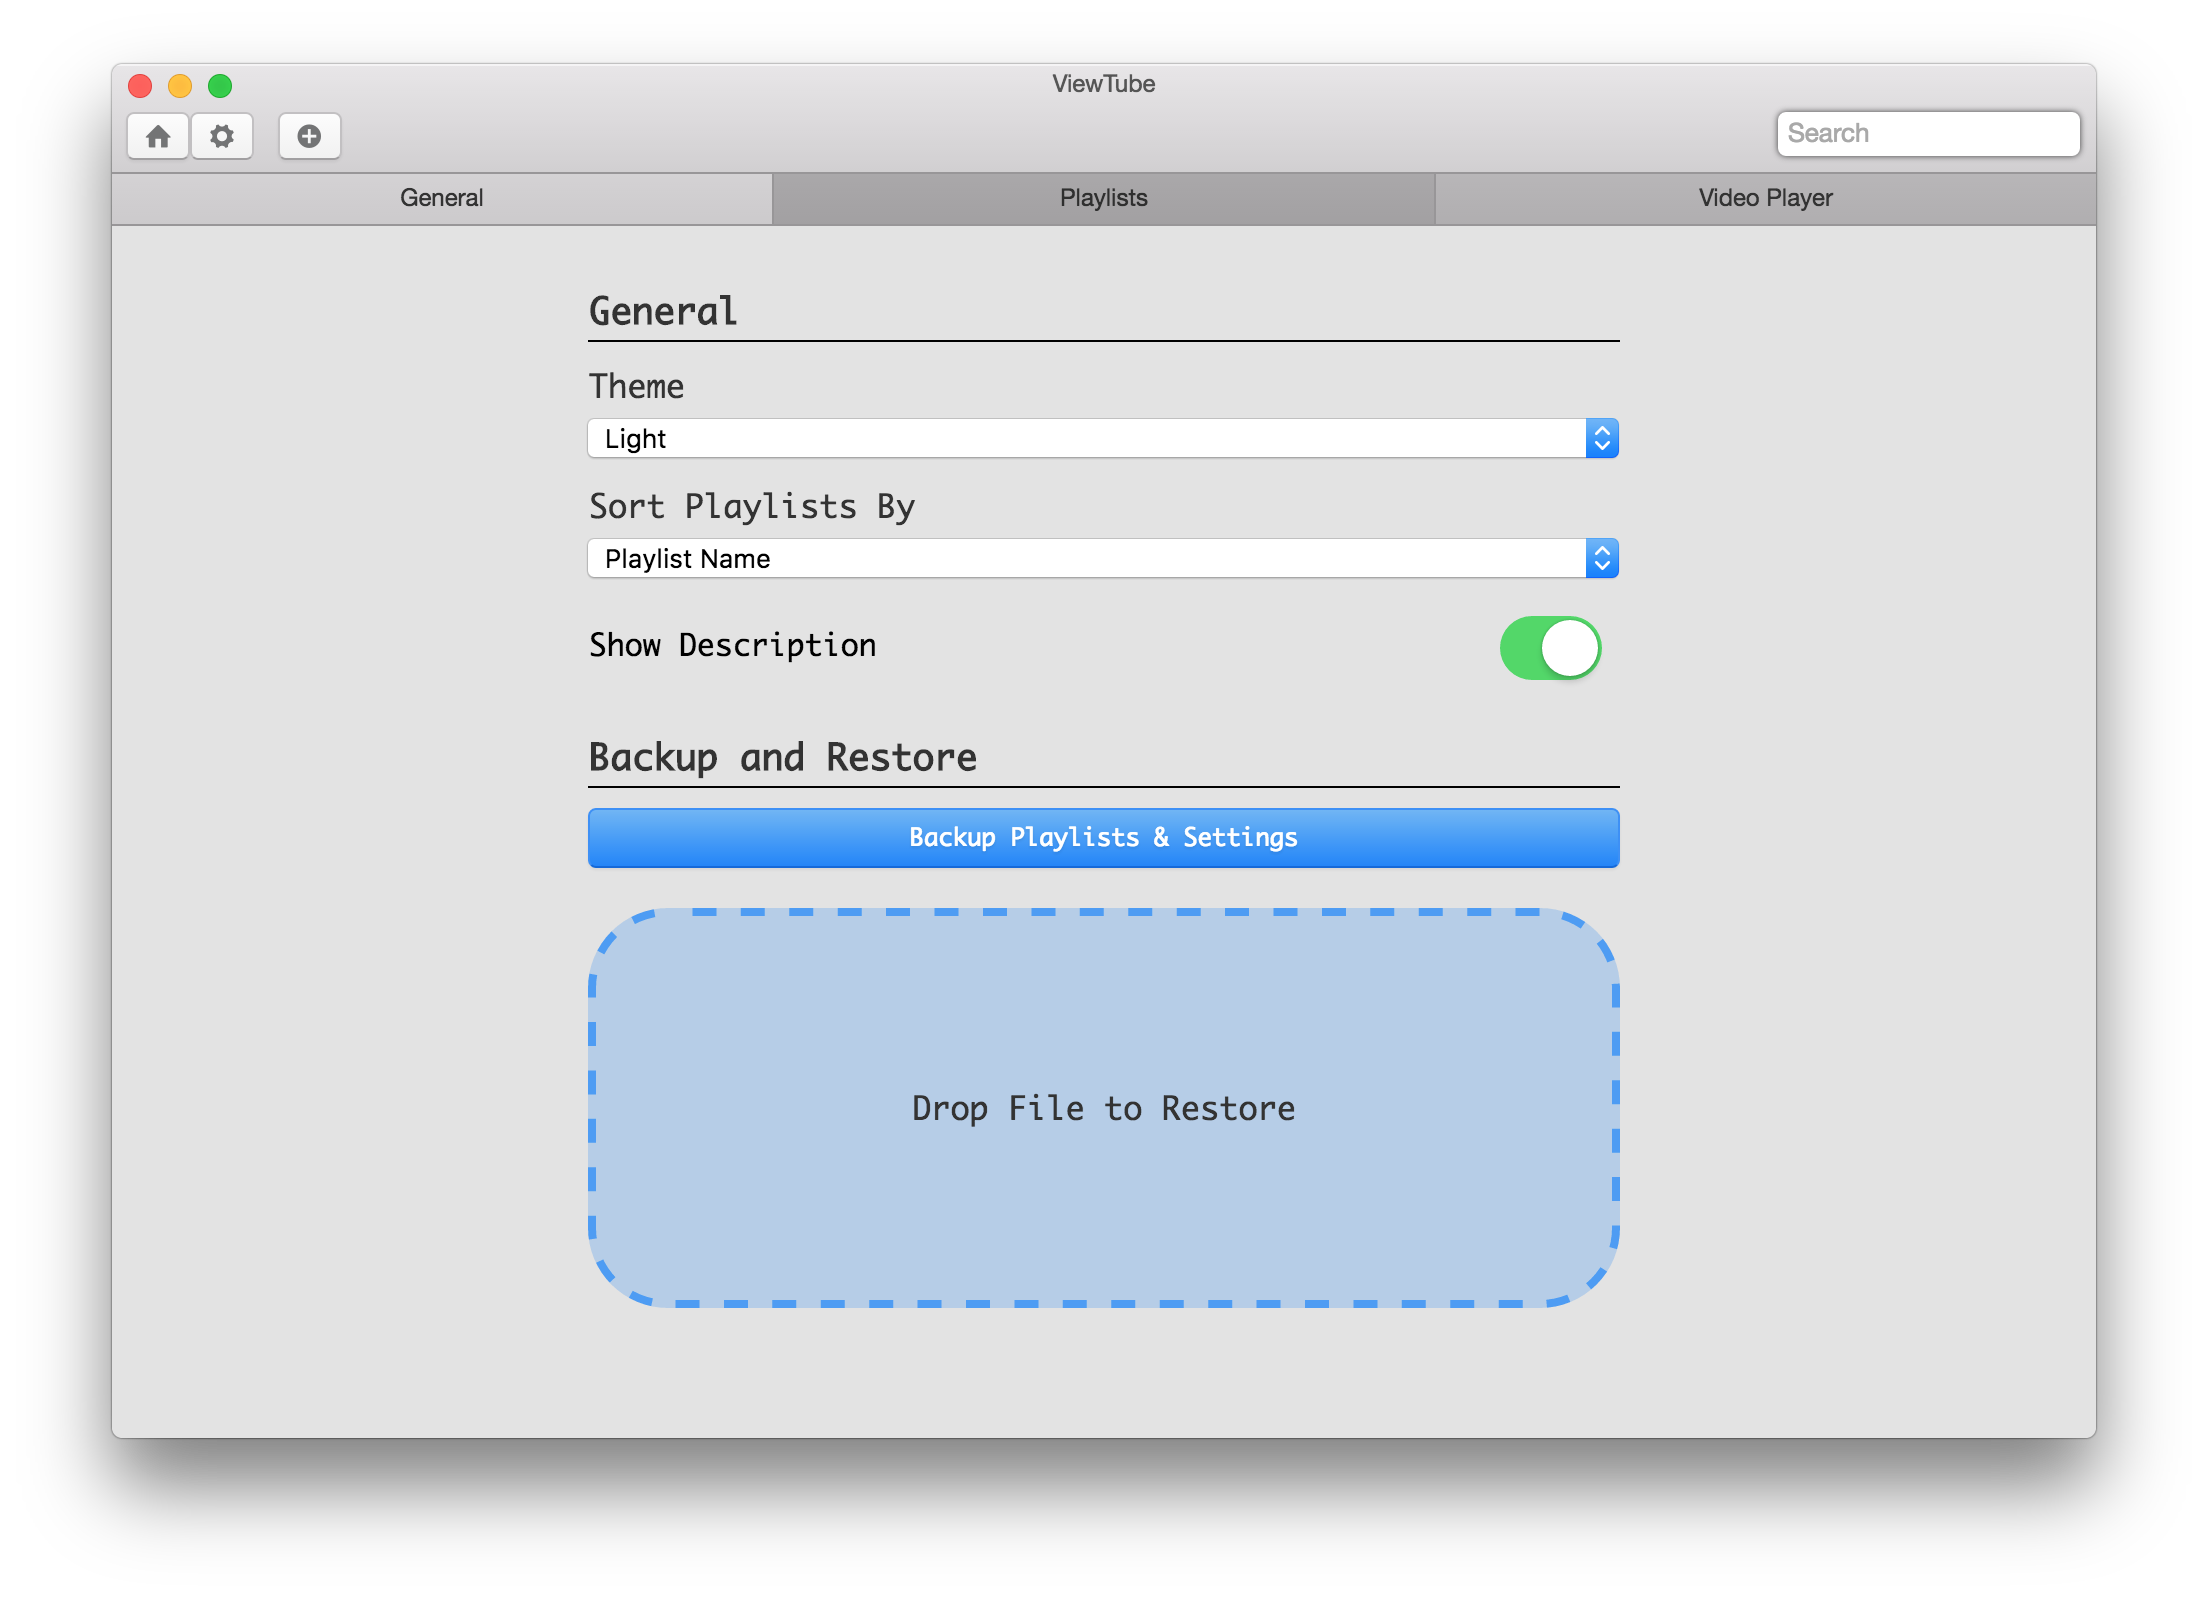 ViewTube
Search
General
Playlists
Video Player
General
Theme
Light
Sort Playlists By
Playlist Name
Show Description
Backup and Restore
Backup Playlists & Settings
Drop File to Restore